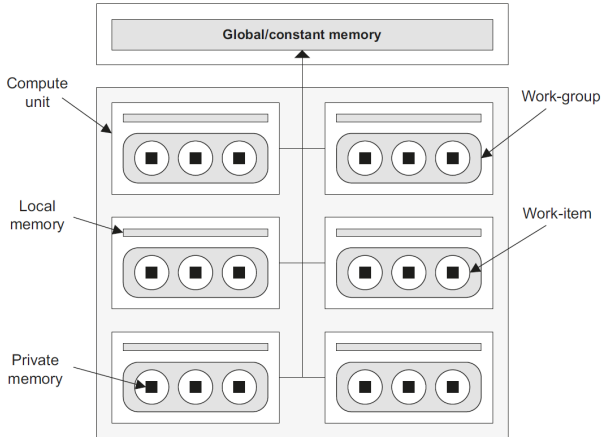 Global/constant memory
Compute
unit
Work-group
Local
memory
Work-item
Private
memory